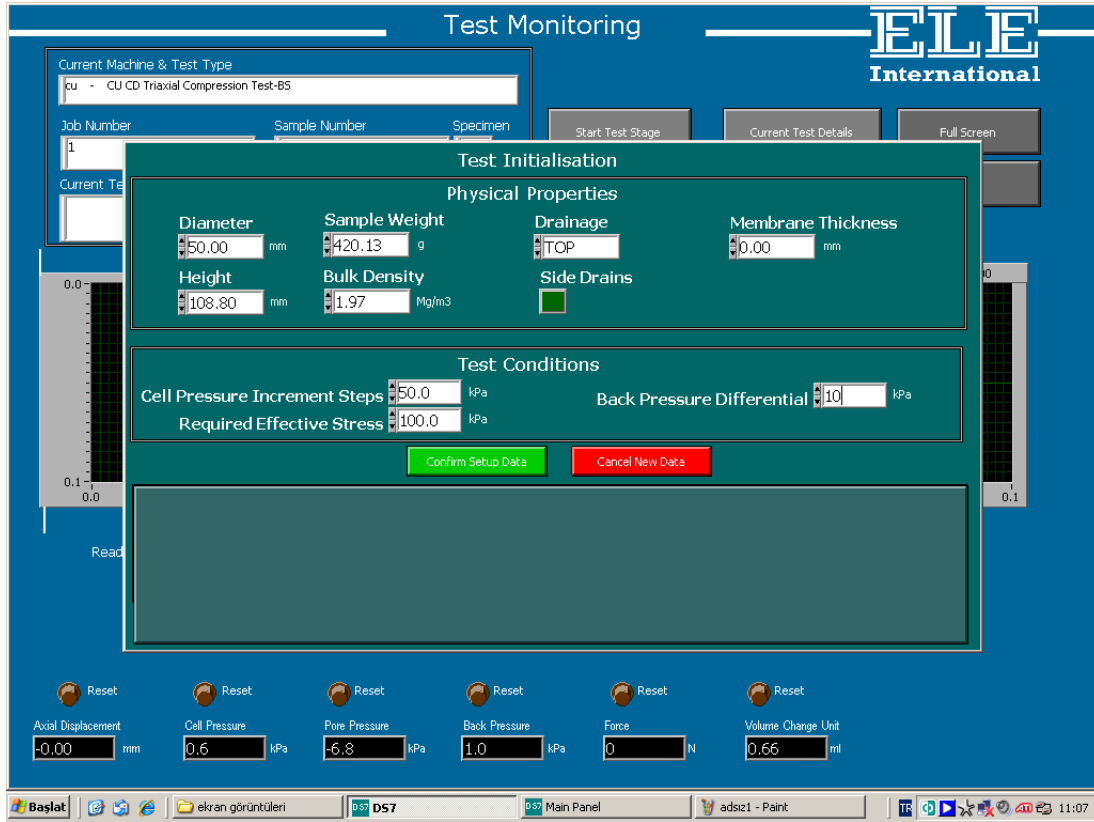 Test Monitoring
ELE
International
Current Machine & Test Type
cu - CU CD Triaxial Compression Test-BS
Job Number
Sample Number
Specimen
1
Start Test Stage
Current Test Details
Full Screen
Current Te
Test Initialisation
Physical Properties
Diameter
Sample Weight
Drainage
Membrane Thickness
50.00 mm
420.13 g
TOP
0.00 mm
Height
Bulk Density
Side Drains
108.80 mm
1.97 Mg/m3
Test Conditions
Cell Pressure Increment Steps 50.0 kPa
Back Pressure Differential 10 kPa
Required Effective Stress 100.0 kPa
Confirm Setup Data
Cancel New Data
0.0
0.1
0.0
0.1
Read
Reset
Reset
Reset
Reset
Reset
Reset
Axial Displacement
Cell Pressure
Pore Pressure
Back Pressure
Force
Volume Change Unit
-0.00 mm
0.6 kPa
-6.8 kPa
1.0 kPa
0 N
0.66 ml
Başlat
ekran görüntüleri
DS7 DS7
DS7 Main Panel
adsız1 - Paint
TR
11:07